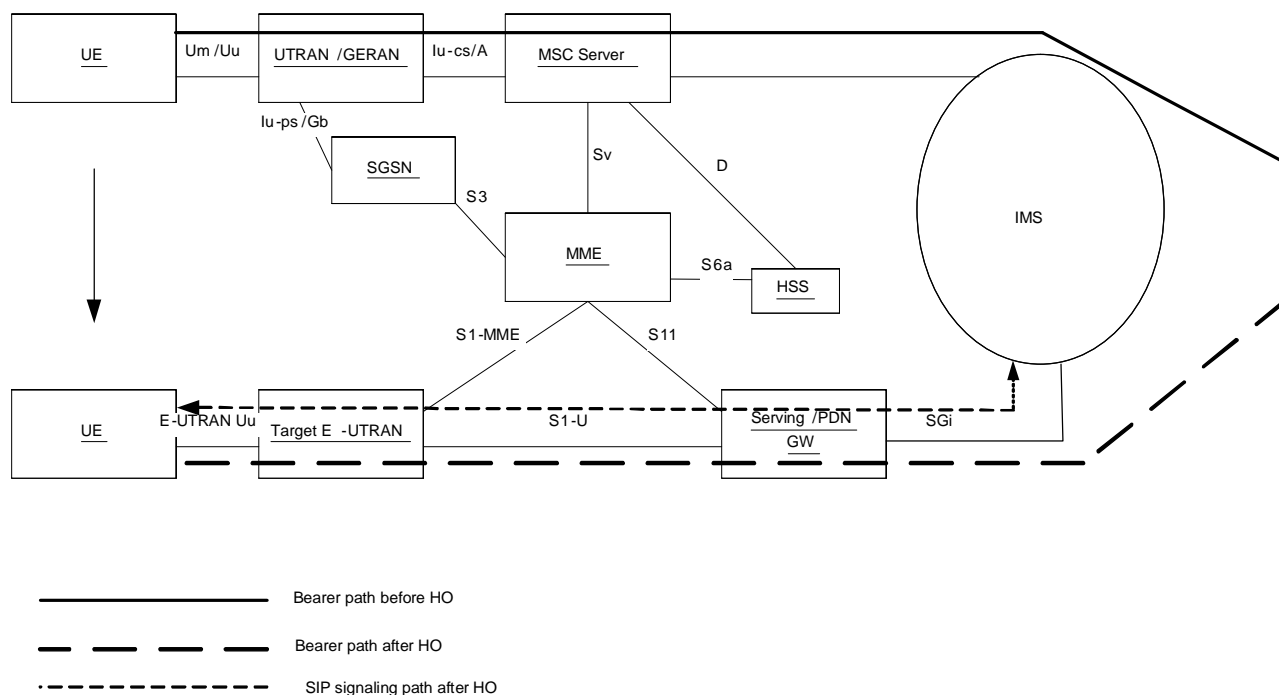 UE
Um /Uu
UTRAN /GERAN
Iu-cs/A
MSC Server
Iu-ps /Gb
SGSN
S3
Sv
D
IMS
MME
S6a
HSS
S1-MME
S11
UE
E-UTRAN Uu
Target E -UTRAN
S1-U
Serving /PDN
GW
SGi
Bearer path before HO
Bearer path after HO
SIP signaling path after HO